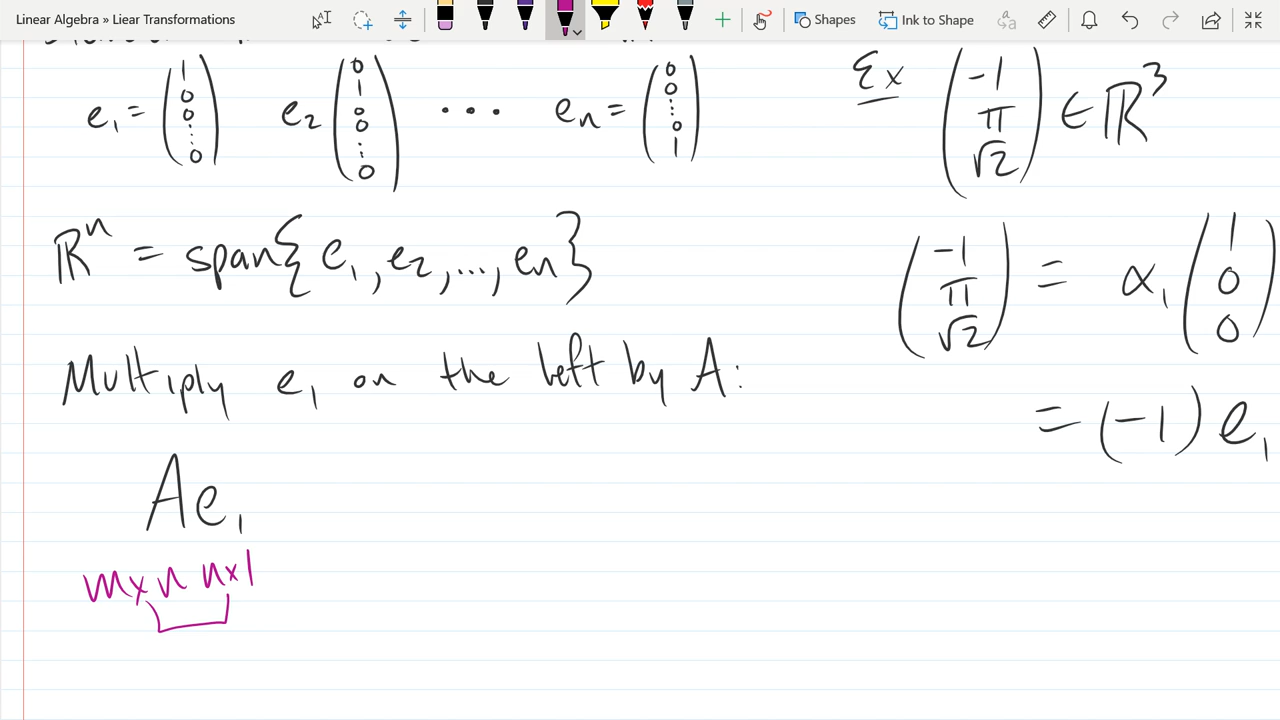 Linear Algebra » Liear Transformations
Shapes
Ink to Shape
e₁ = (1 0 0 ⋮ 0) e₂ (0 1 0 0 ⋮ 0) ... eₙ = (0 0 ⋮ 0 1)
ℝⁿ = span{e₁, e₂, ..., eₙ}
Multiply e₁ on the left by A:
Ae₁
m×n n×1
Ex (-1 π √2) ∈ ℝ³
(-1 π √2) = α₁ (1 0 0)
= (-1) e₁